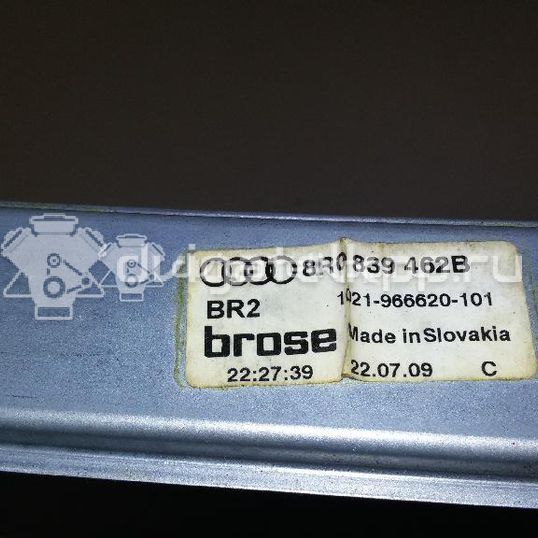 8R0 839 462B
BR2 1021-966620-101
brose Made in Slovakia
22:27:39 22.07.09 C